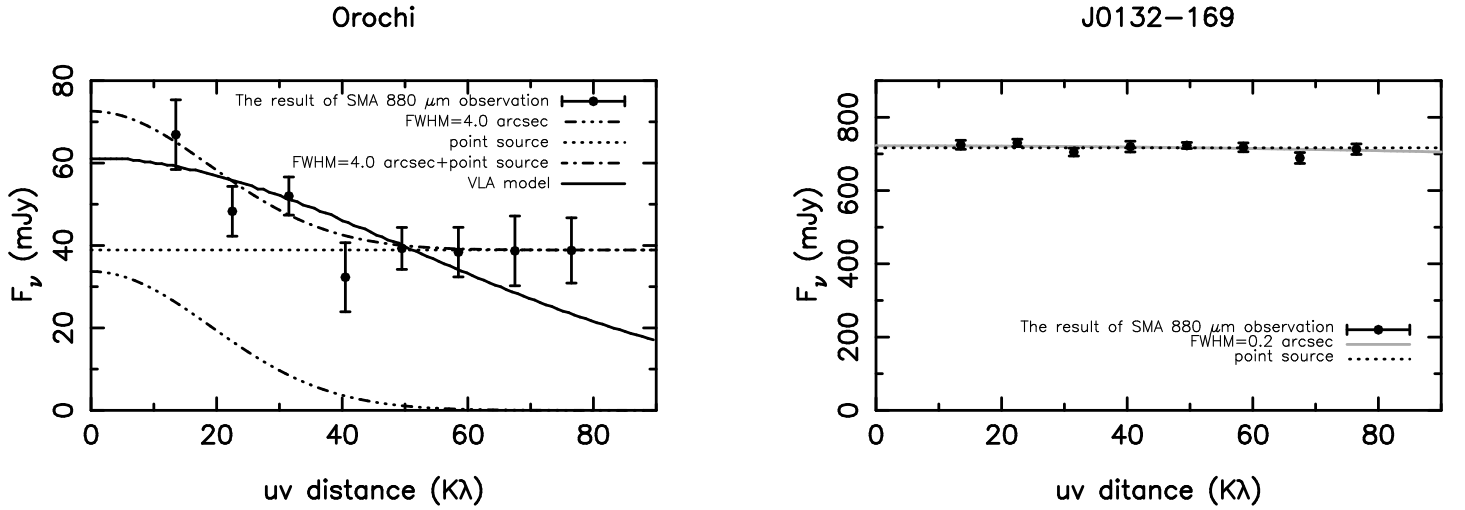 Orochi
The result of SMA 880 μm observation
FWHM=4.0 arcsec
point source
FWHM=4.0 arcsec+point source
VLA model
80
60
40
20
0
Fν (mJy)
0 20 40 60 80
uv distance (Kλ)
J0132−169
800
600
400
200
0
Fν (mJy)
The result of SMA 880 μm observation
FWHM=0.2 arcsec
point source
0 20 40 60 80
uv ditance (Kλ)